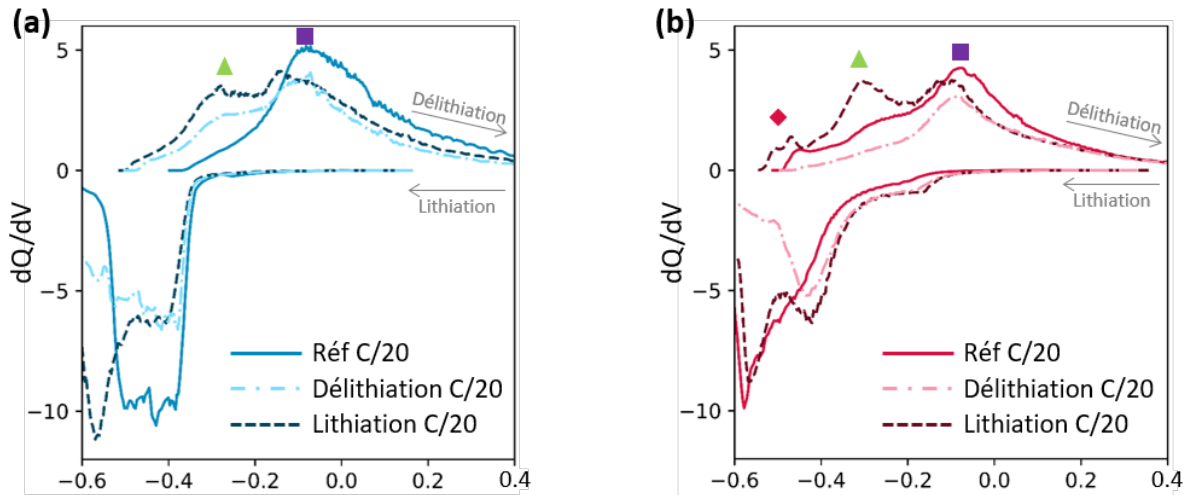 (a)
5
0
−5
−10
dQ/dV
Délithiation
Lithiation
Réf C/20
Délithiation C/20
Lithiation C/20
−0.6 −0.4 −0.2 0.0 0.2 0.4
(b)
5
0
−5
−10
dQ/dV
Délithiation
Lithiation
Réf C/20
Délithiation C/20
Lithiation C/20
−0.6 −0.4 −0.2 0.0 0.2 0.4